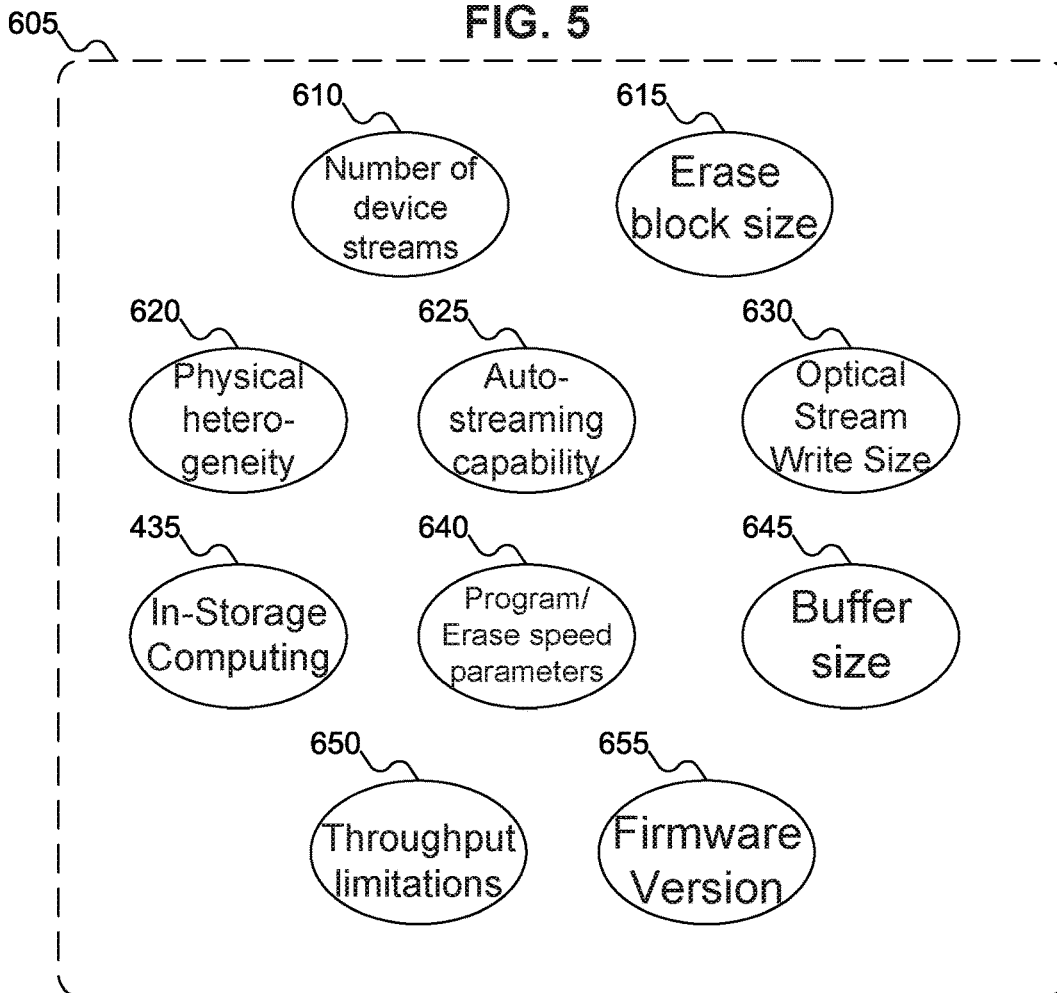 FIG. 5
605
610
615
Number of
device
streams
Erase
block size
620
625
630
Physical
hetero-
geneity
Auto-
streaming
capability
Optical
Stream
Write Size
435
640
645
In-Storage
Computing
Program/
Erase speed
parameters
Buffer
size
650
655
Throughput
limitations
Firmware
Version